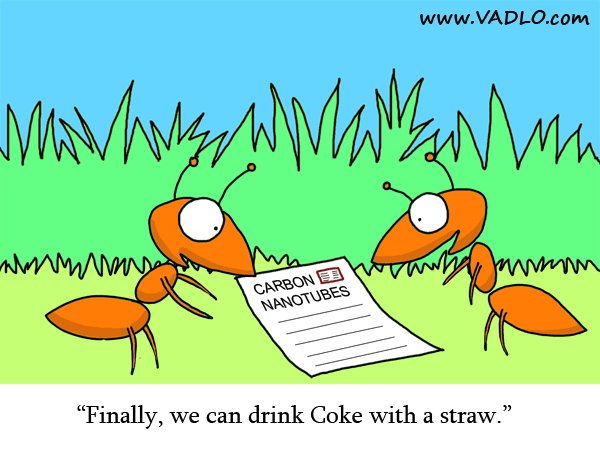 www.VADLO.com
CARBON
NANOTUBES
“Finally, we can drink Coke with a straw.”